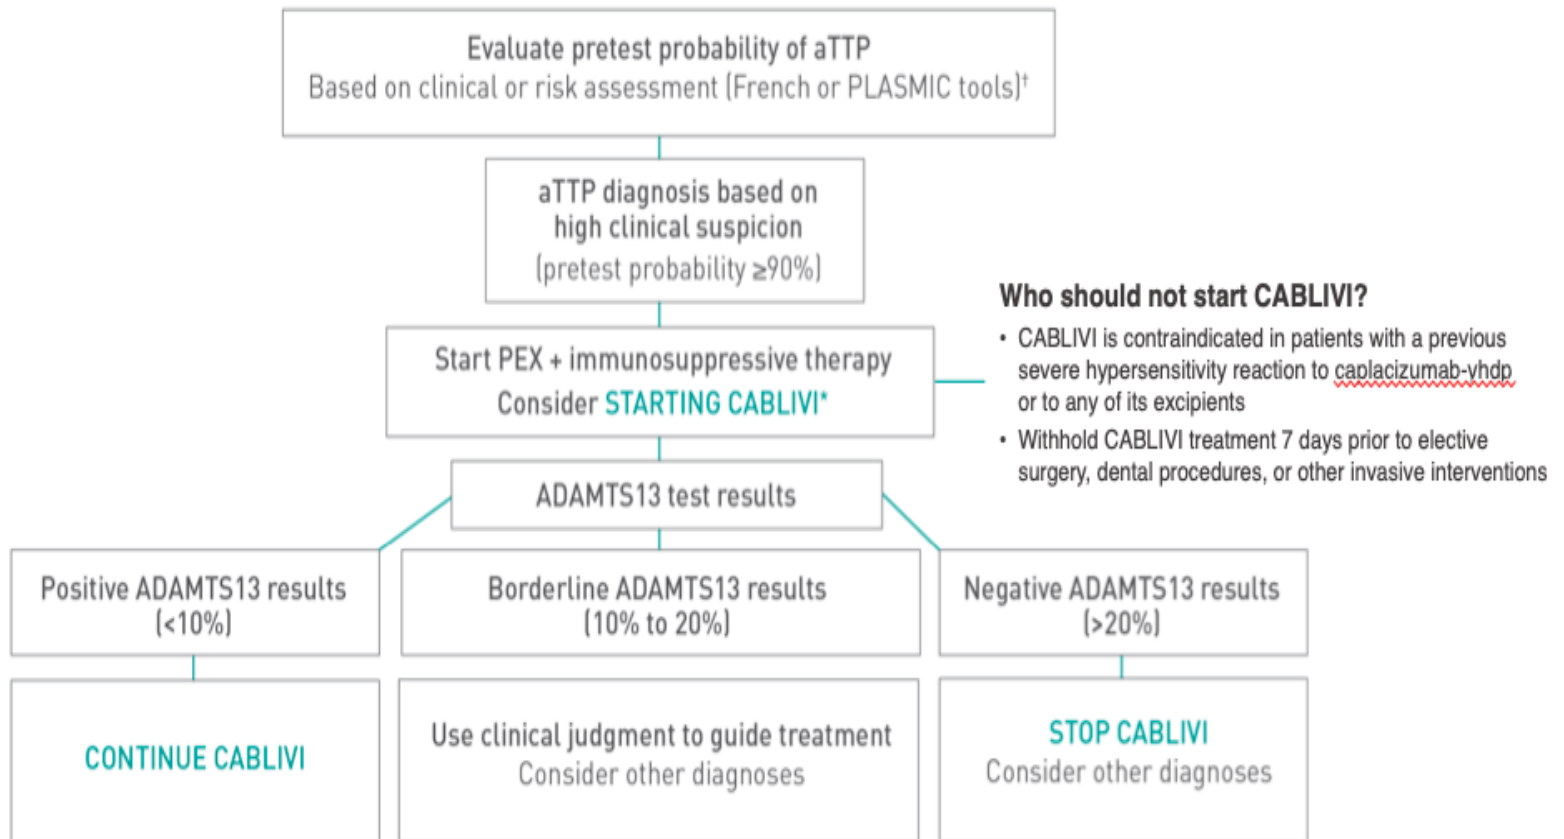 Evaluate pretest probability of aTTP
Based on clinical or risk assessment (French or PLASMIC tools)†
aTTP diagnosis based on
high clinical suspicion
(pretest probability ≥90%)
Start PEX + immunosuppressive therapy
Consider STARTING CABLIVI*
Who should not start CABLIVI?
• CABLIVI is contraindicated in patients with a previous
severe hypersensitivity reaction to caplacizumab-yhdp
or to any of its excipients
• Withhold CABLIVI treatment 7 days prior to elective
surgery, dental procedures, or other invasive interventions
ADAMTS13 test results
Positive ADAMTS13 results
(<10%)
Borderline ADAMTS13 results
(10% to 20%)
Negative ADAMTS13 results
(>20%)
CONTINUE CABLIVI
Use clinical judgment to guide treatment
Consider other diagnoses
STOP CABLIVI
Consider other diagnoses